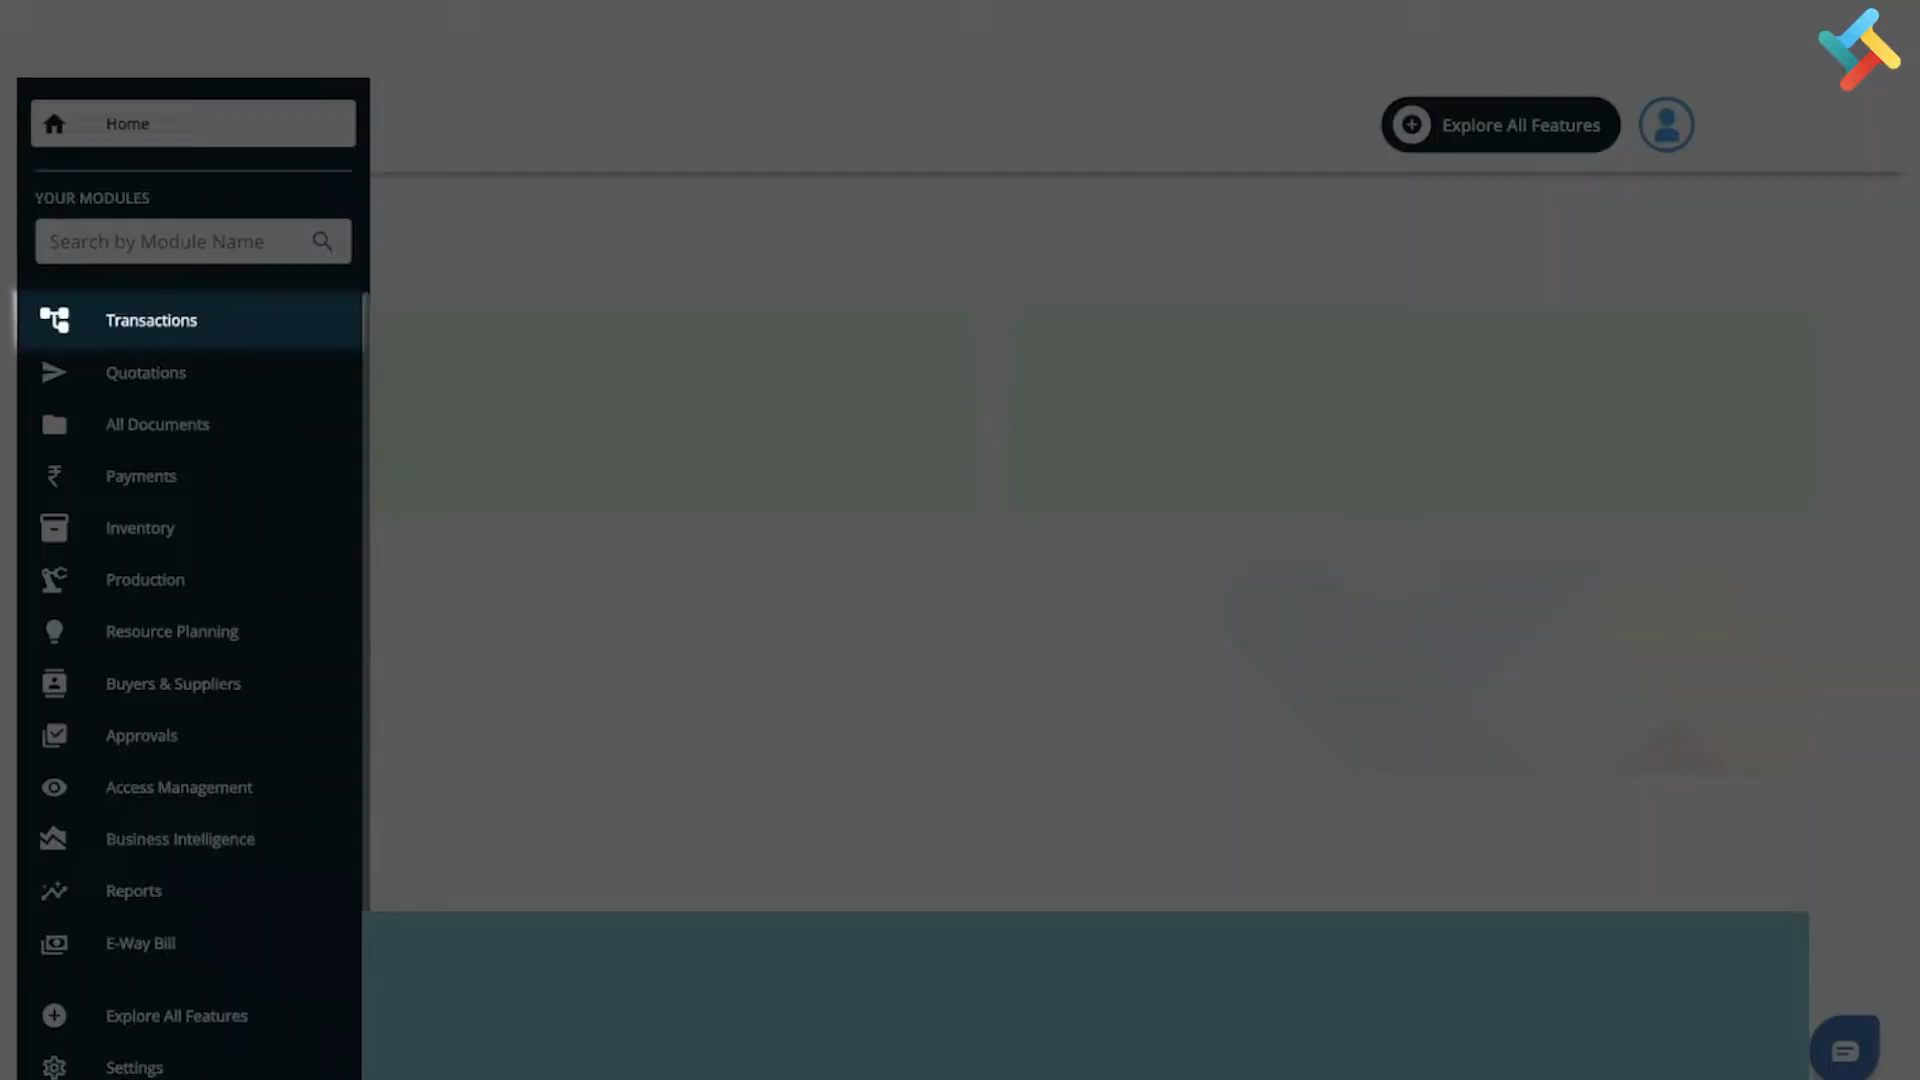 Home
Explore All Features
YOUR MODULES
Search by Module Name
Transactions
Quotations
All Documents
₹ Payments
Inventory
Production
Resource Planning
Buyers & Suppliers
Approvals
Access Management
Business Intelligence
Reports
E-Way Bill
Explore All Features
Settings